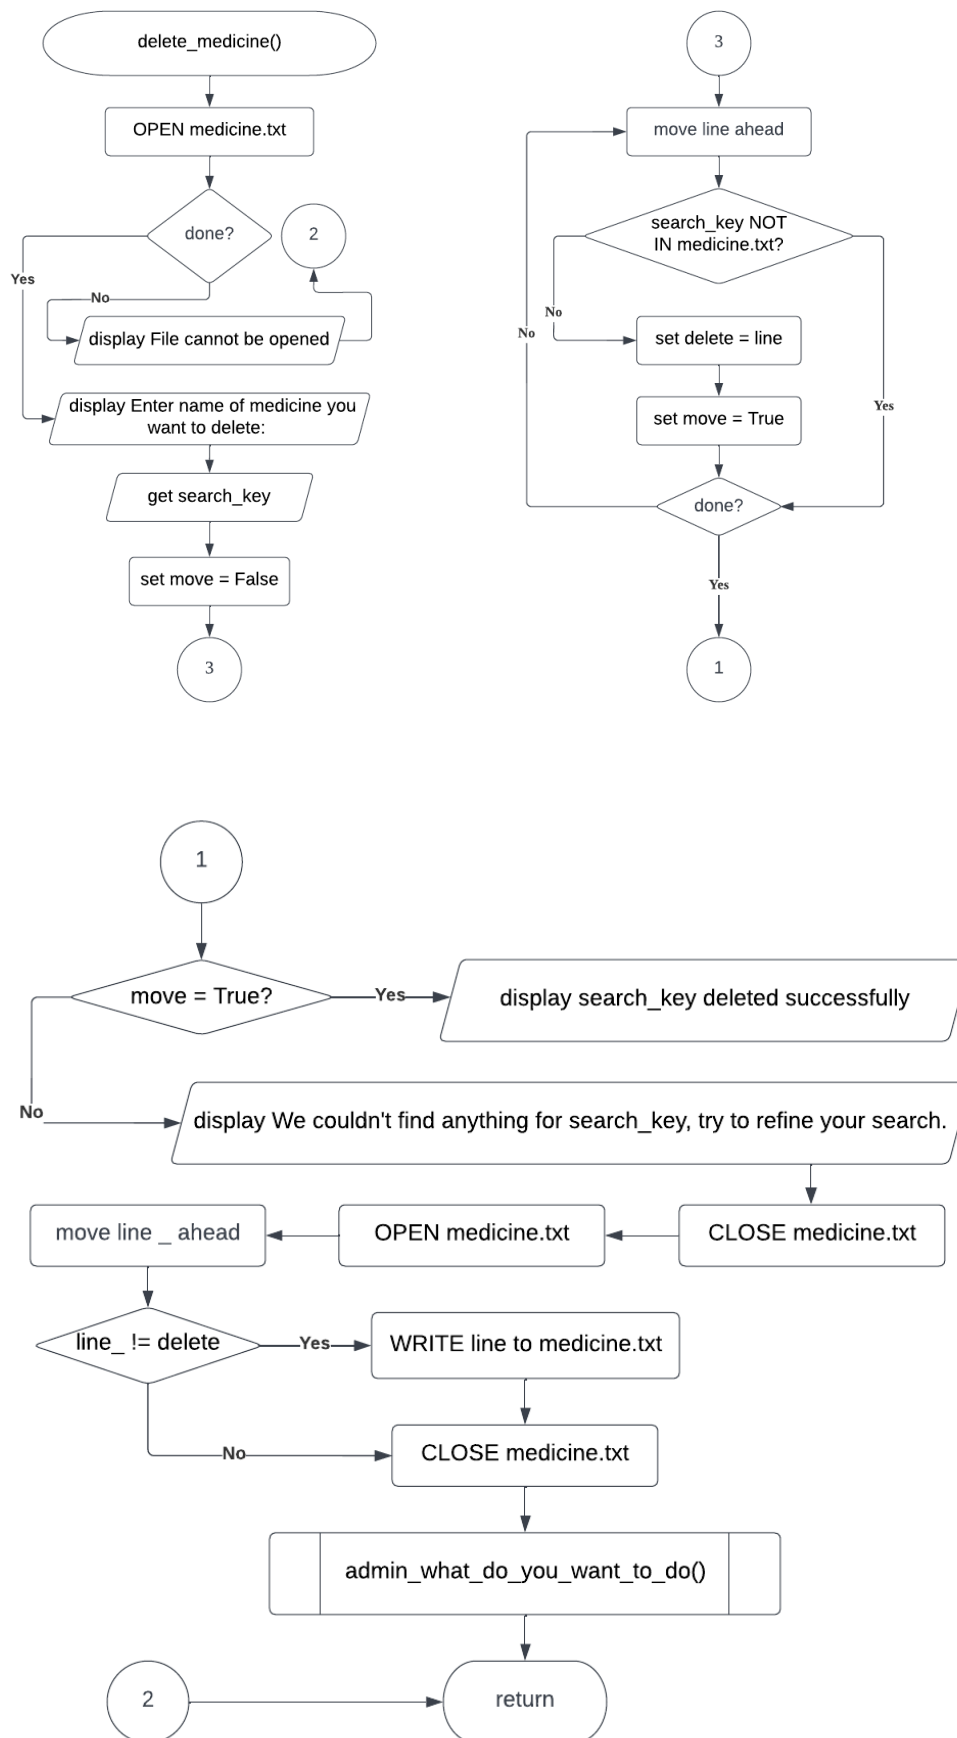 delete_medicine()
OPEN medicine.txt
done?
2
Yes
No
display File cannot be opened
display Enter name of medicine you
want to delete:
get search_key
set move = False
3
3
move line ahead
search_key NOT
IN medicine.txt?
No
No
set delete = line
set move = True
Yes
done?
Yes
1
1
move = True?
Yes
display search_key deleted successfully
No
display We couldn't find anything for search_key, try to refine your search.
move line _ ahead
OPEN medicine.txt
CLOSE medicine.txt
line_ != delete
Yes
WRITE line to medicine.txt
No
CLOSE medicine.txt
admin_what_do_you_want_to_do()
2
return